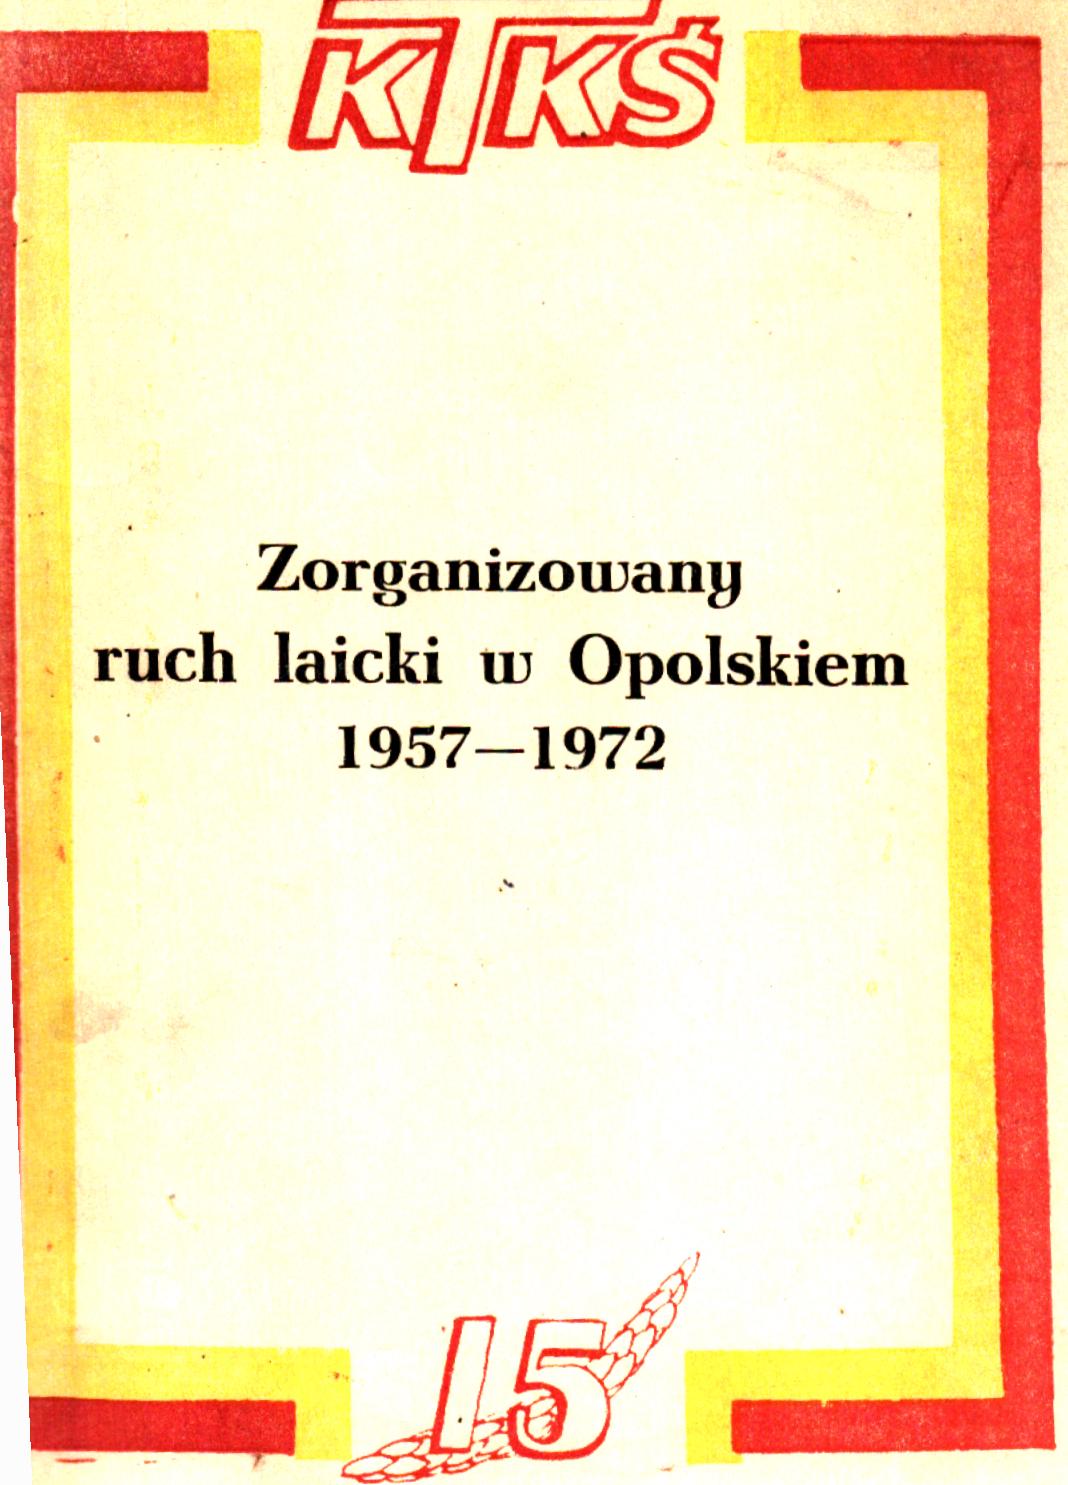 KTKŚ
Zorganizowany
ruch laicki w Opolskiem
1957—1972
15